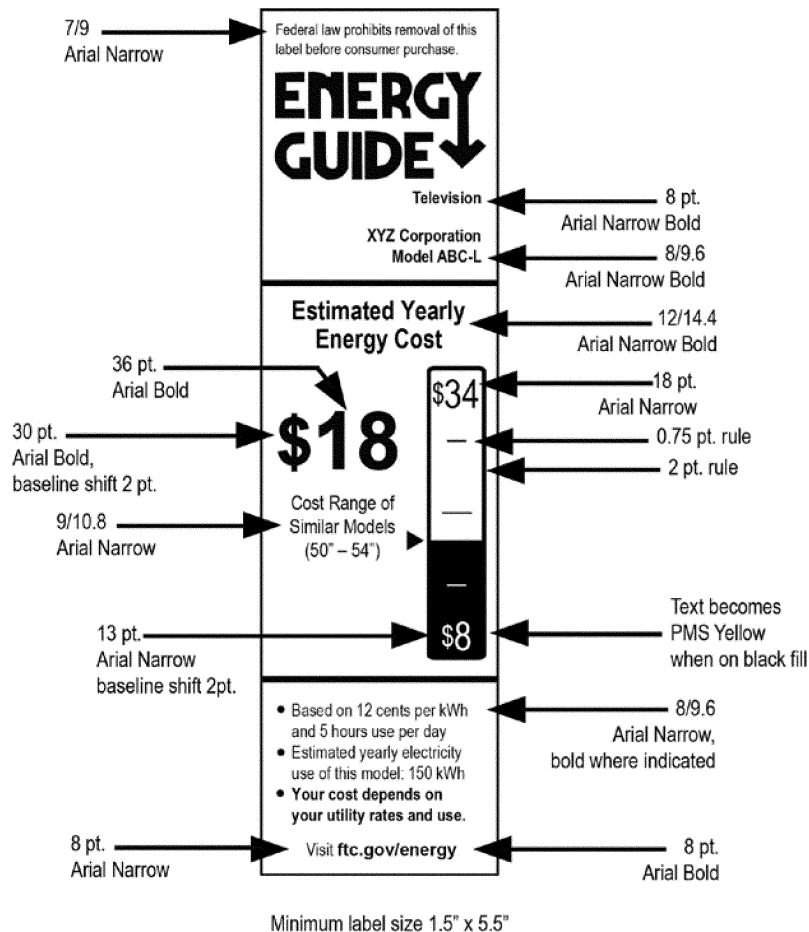 7/9
Arial Narrow
Federal law prohibits removal of this
label before consumer purchase.
ENERGY
GUIDE
Television
8 pt.
Arial Narrow Bold
XYZ Corporation
Model ABC-L
8/9.6
Arial Narrow Bold
Estimated Yearly
Energy Cost
12/14.4
Arial Narrow Bold
36 pt.
Arial Bold
$34
18 pt.
Arial Narrow
30 pt.
Arial Bold,
baseline shift 2 pt.
$18
0.75 pt. rule
2 pt. rule
9/10.8
Arial Narrow
Cost Range of
Similar Models
(50” – 54”)
13 pt.
Arial Narrow
baseline shift 2pt.
$8
Text becomes
PMS Yellow
when on black fill
• Based on 12 cents per kWh
and 5 hours use per day
• Estimated yearly electricity
use of this model: 150 kWh
• Your cost depends on
your utility rates and use.
8/9.6
Arial Narrow,
bold where indicated
8 pt.
Arial Narrow
Visit ftc.gov/energy
8 pt.
Arial Bold
Minimum label size 1.5” x 5.5”